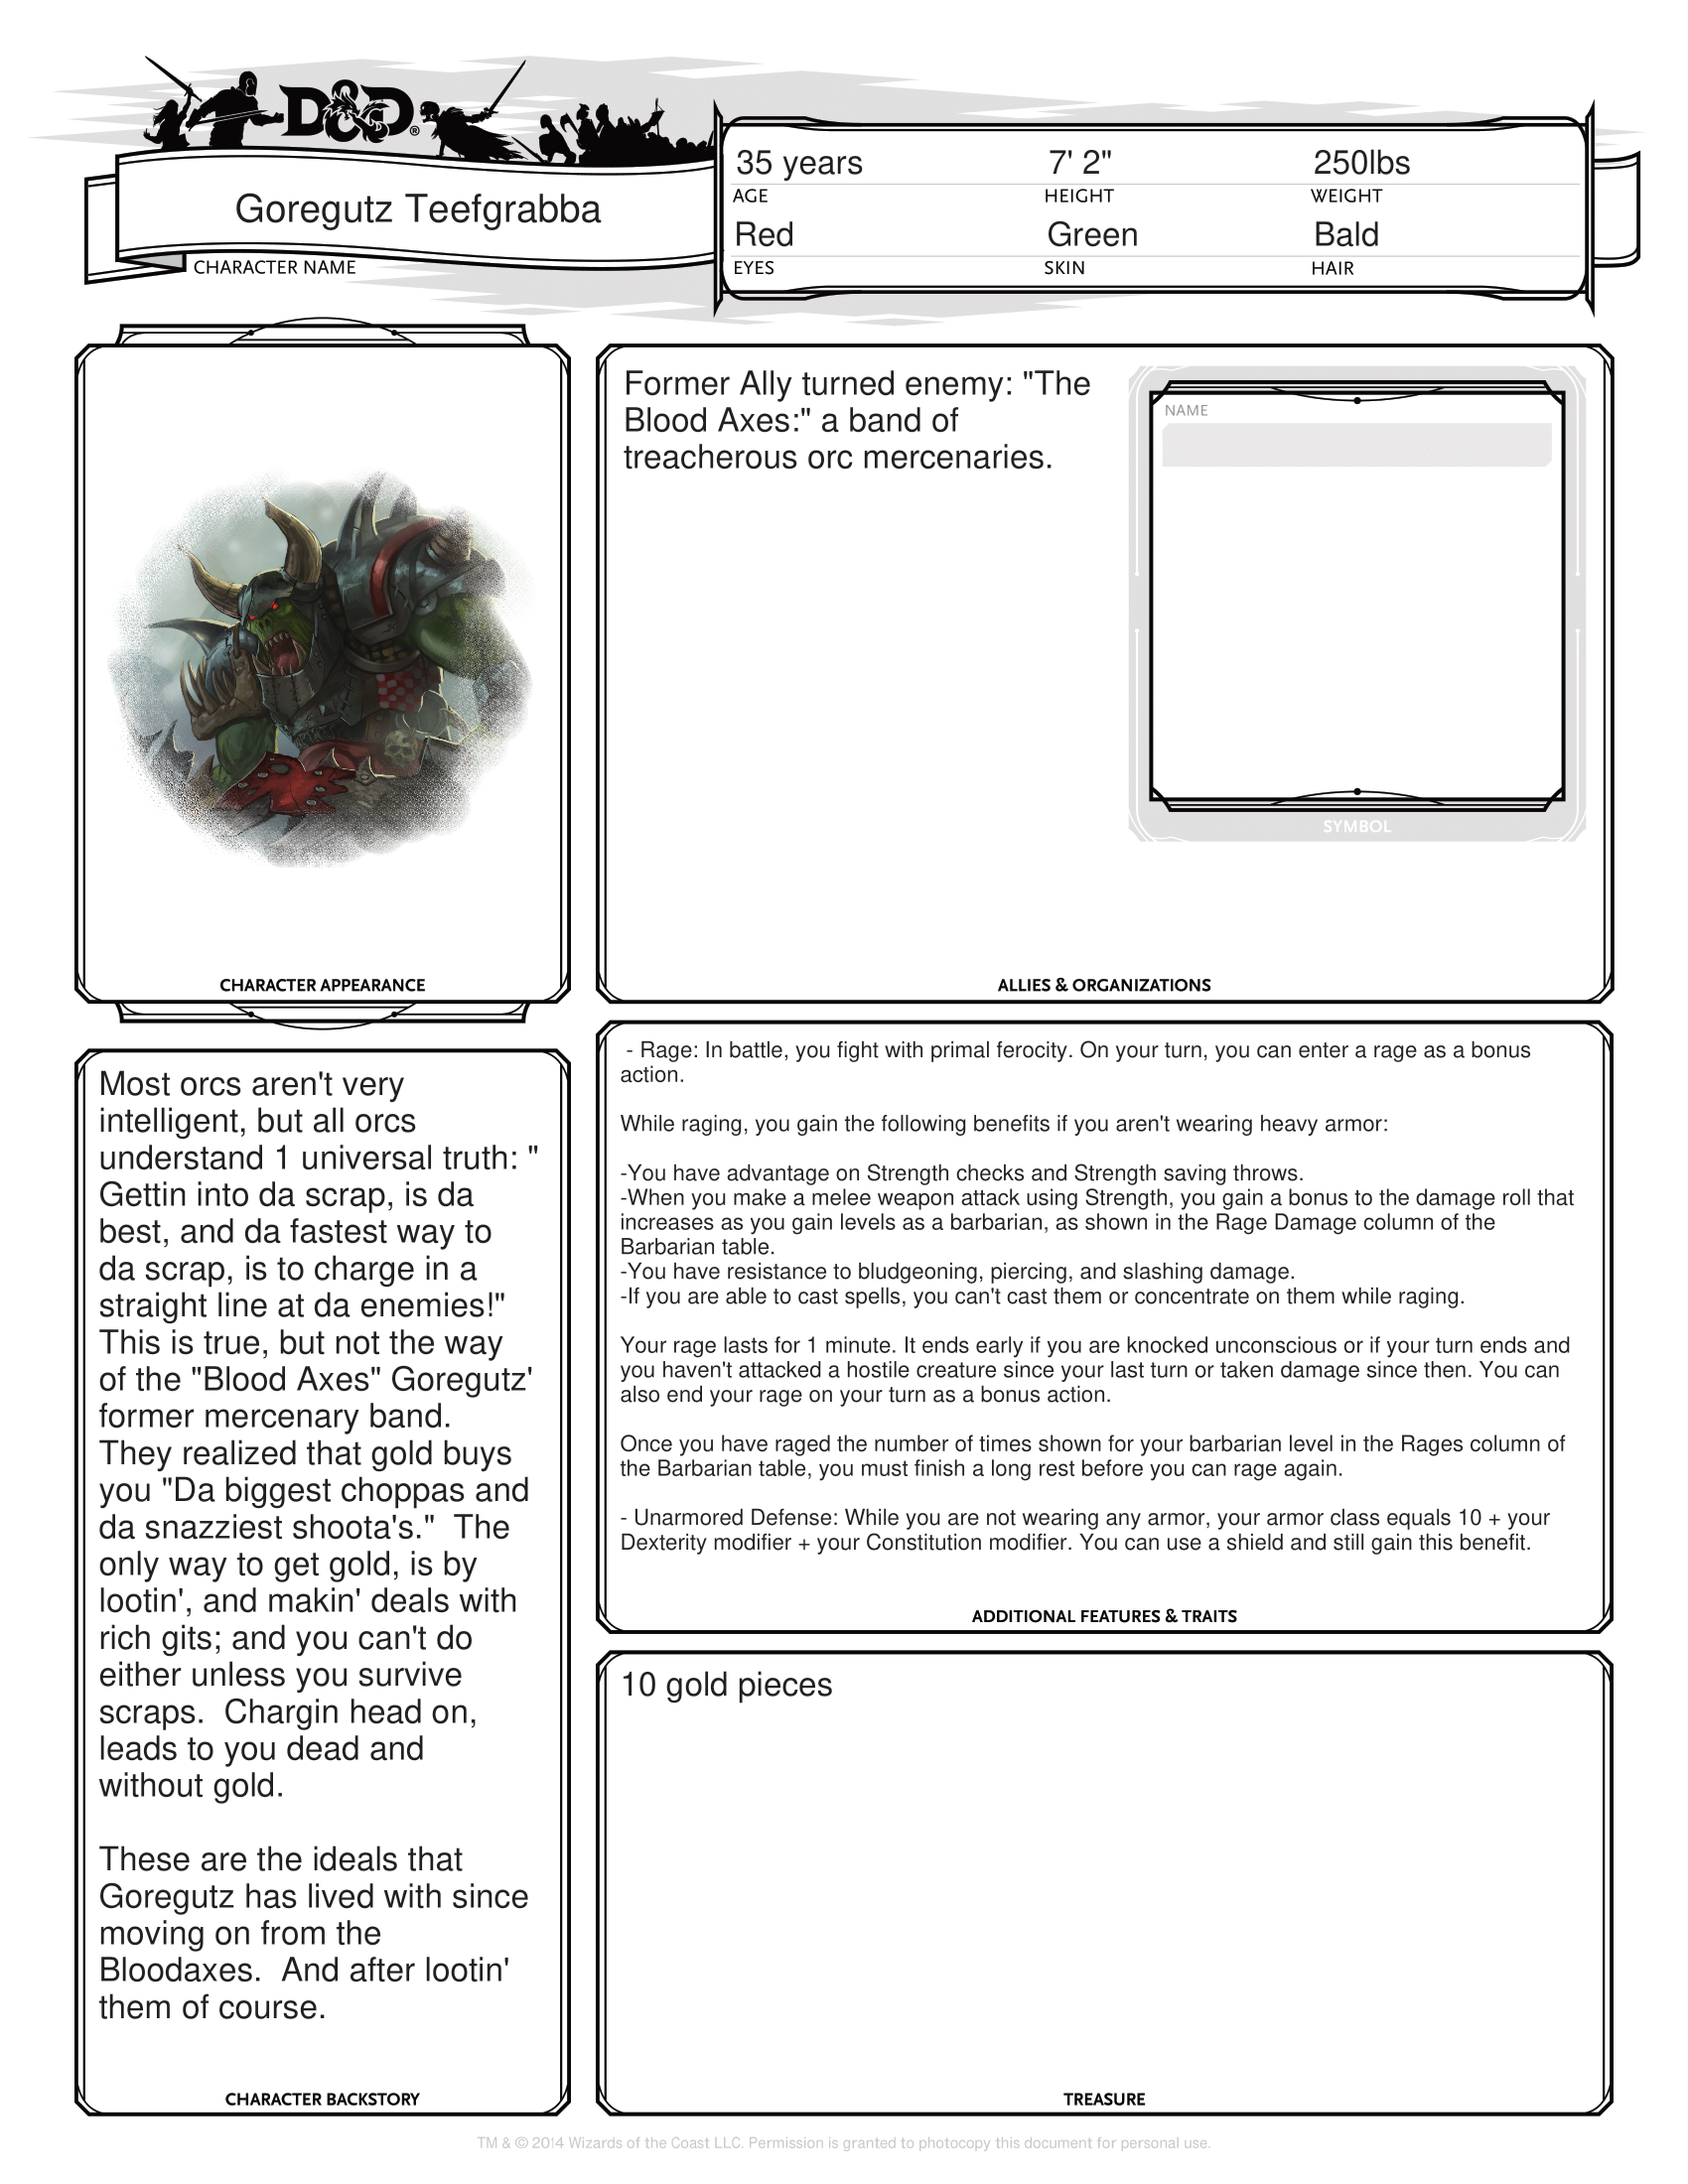 D&D®
Goregutz Teefgrabba
CHARACTER NAME
35 years 7' 2" 250lbs
AGE HEIGHT WEIGHT
Red Green Bald
EYES SKIN HAIR
CHARACTER APPEARANCE
Former Ally turned enemy: "The
Blood Axes:" a band of
treacherous orc mercenaries.
NAME
SYMBOL
ALLIES & ORGANIZATIONS
Most orcs aren't very
intelligent, but all orcs
understand 1 universal truth: "
Gettin into da scrap, is da
best, and da fastest way to
da scrap, is to charge in a
straight line at da enemies!"
This is true, but not the way
of the "Blood Axes" Goregutz'
former mercenary band.
They realized that gold buys
you "Da biggest choppas and
da snazziest shoota's."  The
only way to get gold, is by
lootin', and makin' deals with
rich gits; and you can't do
either unless you survive
scraps.  Chargin head on,
leads to you dead and
without gold.
These are the ideals that
Goregutz has lived with since
moving on from the
Bloodaxes.  And after lootin'
them of course.
CHARACTER BACKSTORY
- Rage: In battle, you fight with primal ferocity. On your turn, you can enter a rage as a bonus
action.
While raging, you gain the following benefits if you aren't wearing heavy armor:
-You have advantage on Strength checks and Strength saving throws.
-When you make a melee weapon attack using Strength, you gain a bonus to the damage roll that
increases as you gain levels as a barbarian, as shown in the Rage Damage column of the
Barbarian table.
-You have resistance to bludgeoning, piercing, and slashing damage.
-If you are able to cast spells, you can't cast them or concentrate on them while raging.
Your rage lasts for 1 minute. It ends early if you are knocked unconscious or if your turn ends and
you haven't attacked a hostile creature since your last turn or taken damage since then. You can
also end your rage on your turn as a bonus action.
Once you have raged the number of times shown for your barbarian level in the Rages column of
the Barbarian table, you must finish a long rest before you can rage again.
- Unarmored Defense: While you are not wearing any armor, your armor class equals 10 + your
Dexterity modifier + your Constitution modifier. You can use a shield and still gain this benefit.
ADDITIONAL FEATURES & TRAITS
10 gold pieces
TREASURE
TM & © 2014 Wizards of the Coast LLC. Permission is granted to photocopy this document for personal use.